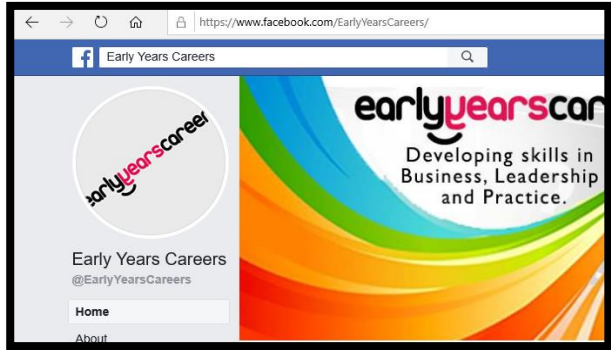 https://www.facebook.com/EarlyYearsCareers/
Early Years Careers
earlyyearscareer
earlyyearscar
Developing skills in
Business, Leadership
and Practice.
Early Years Careers
@EarlyYearsCareers
Home
About